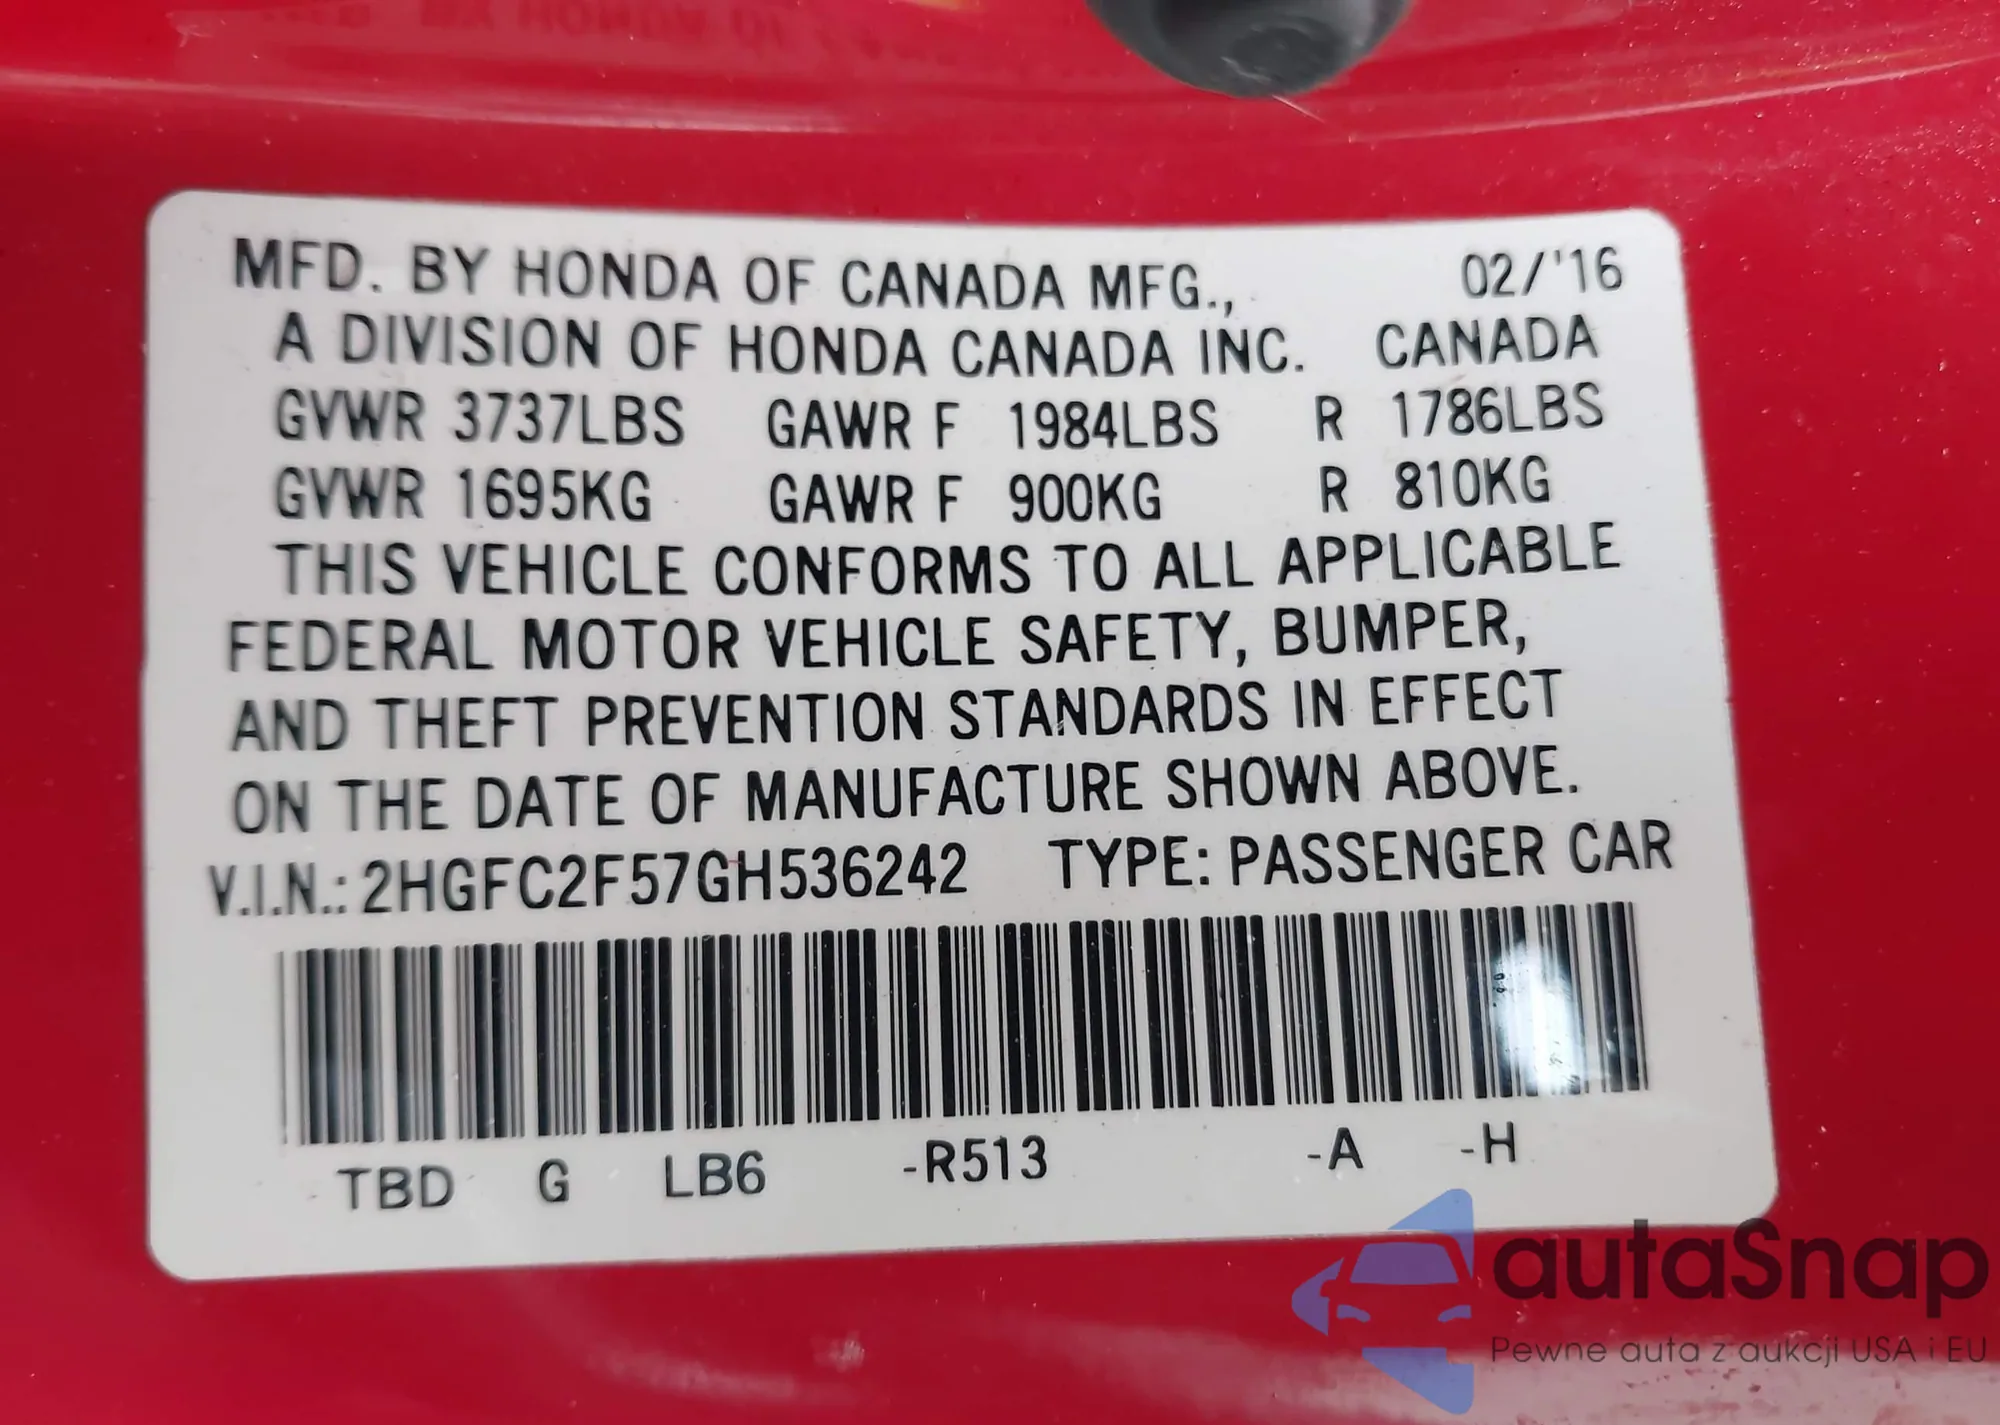 MFD. BY HONDA OF CANADA MFG., 02/'16
A DIVISION OF HONDA CANADA INC. CANADA
GVWR 3737LBS GAWR F 1984LBS R 1786LBS
GVWR 1695KG GAWR F 900KG R 810KG
THIS VEHICLE CONFORMS TO ALL APPLICABLE
FEDERAL MOTOR VEHICLE SAFETY, BUMPER,
AND THEFT PREVENTION STANDARDS IN EFFECT
ON THE DATE OF MANUFACTURE SHOWN ABOVE.
V.I.N.: 2HGFC2F57GH536242 TYPE: PASSENGER CAR
TBD G LB6 -R513 -A -H
autaSnap
Pewne auta z aukcji USA i EU